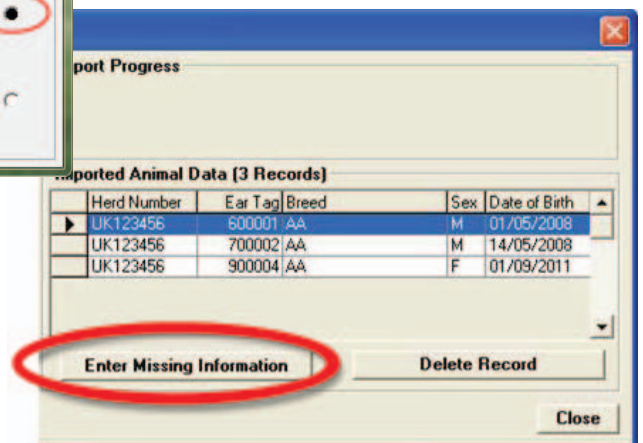 port Progress
ported Animal Data (3 Records)
Herd Number Ear Tag Breed Sex Date of Birth
UK123456 600001 AA M 01/05/2008
UK123456 700002 AA M 14/05/2008
UK123456 900004 AA F 01/09/2011
Enter Missing Information Delete Record
Close